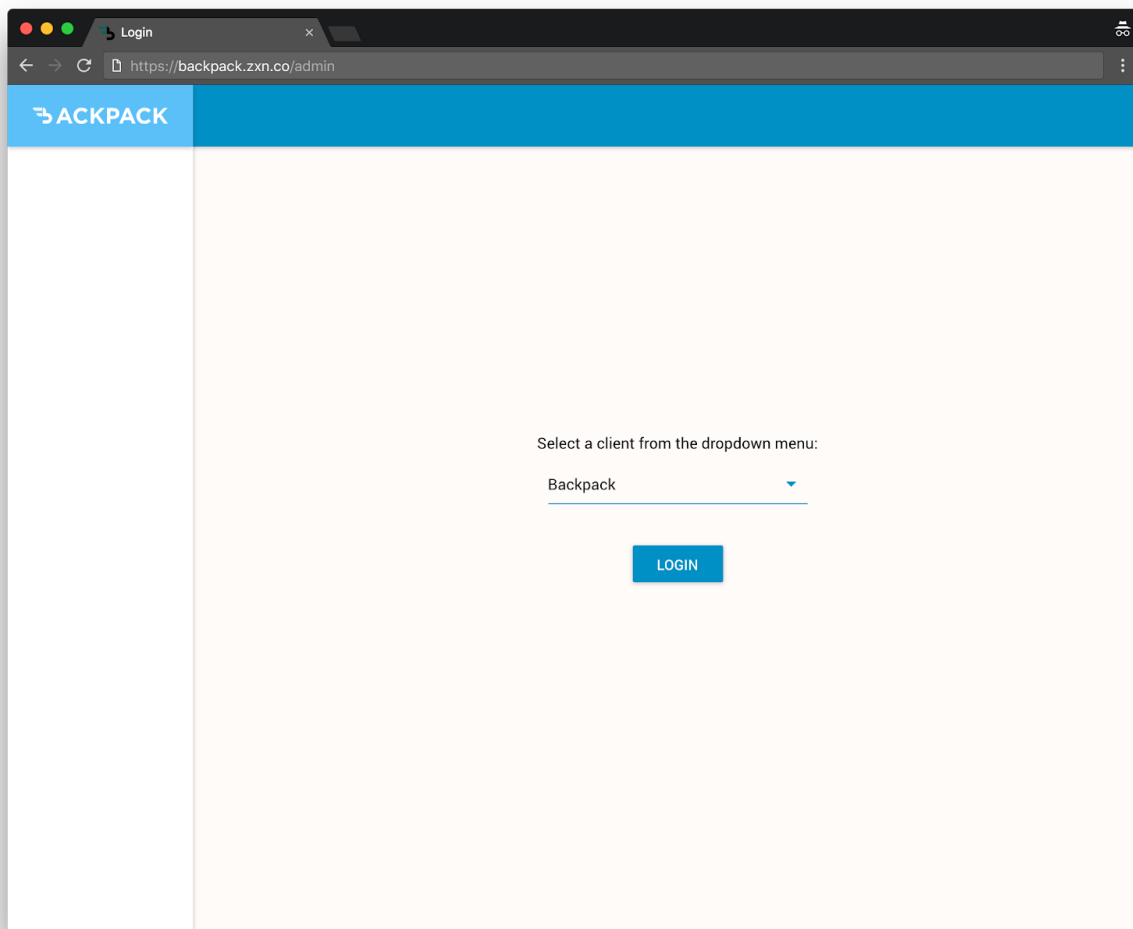 Login
https://backpack.zxn.co/admin
BACKPACK
Select a client from the dropdown menu:
Backpack
LOGIN